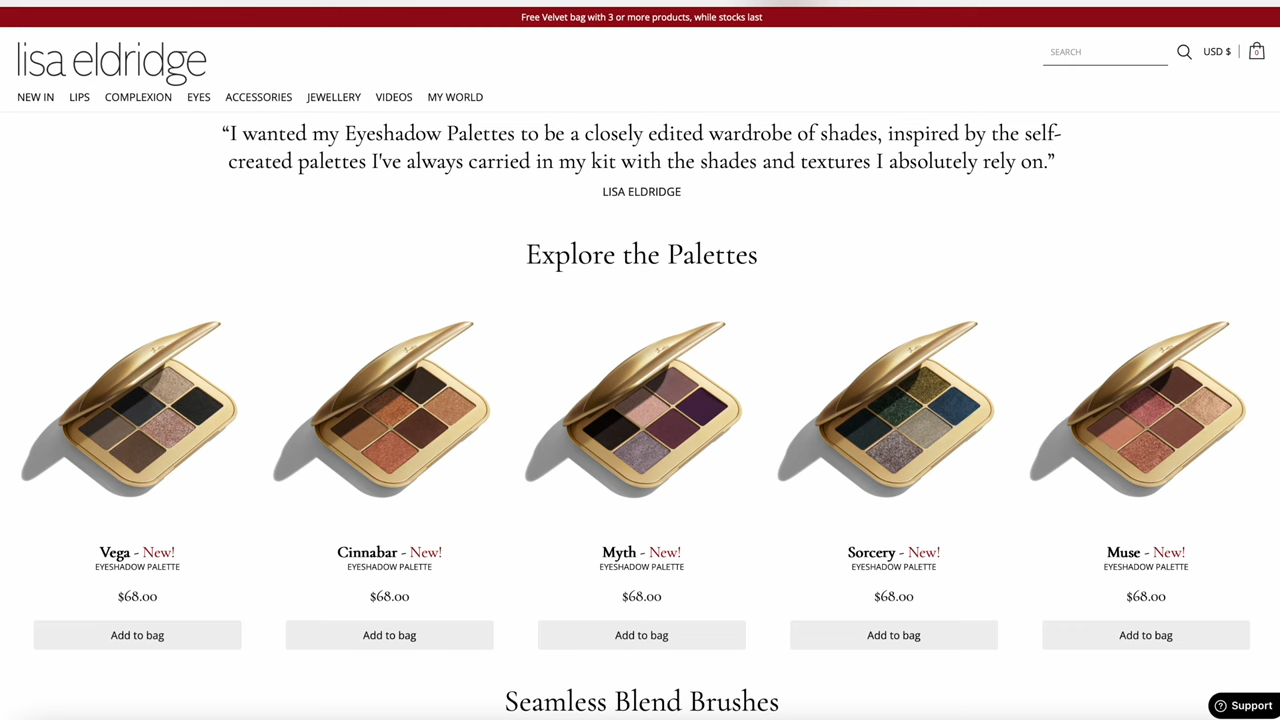 Free Velvet bag with 3 or more products, while stocks last
lisa eldridge
SEARCH
USD $
0
NEW IN LIPS COMPLEXION EYES ACCESSORIES JEWELLERY VIDEOS MY WORLD
“I wanted my Eyeshadow Palettes to be a closely edited wardrobe of shades, inspired by the self-
created palettes I've always carried in my kit with the shades and textures I absolutely rely on.”
LISA ELDRIDGE
Explore the Palettes
Vega - New!
EYESHADOW PALETTE
$68.00
Add to bag
Cinnabar - New!
EYESHADOW PALETTE
$68.00
Add to bag
Myth - New!
EYESHADOW PALETTE
$68.00
Add to bag
Sorcery - New!
EYESHADOW PALETTE
$68.00
Add to bag
Muse - New!
EYESHADOW PALETTE
$68.00
Add to bag
Seamless Blend Brushes
Support